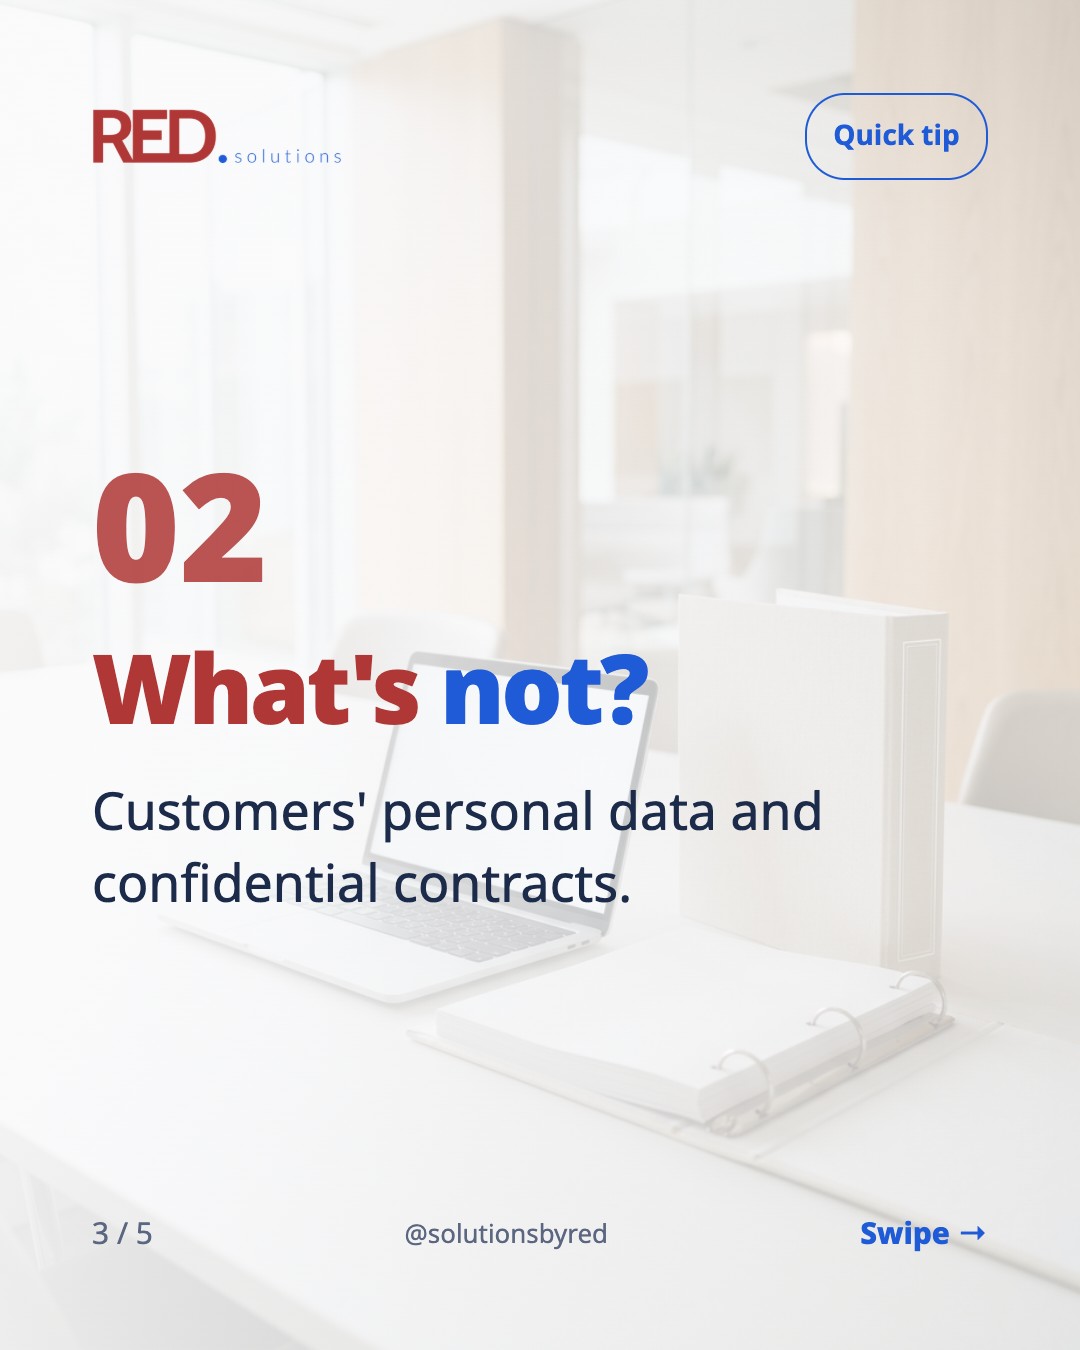 RED.solutions
Quick tip
02
What's not?
Customers' personal data and
confidential contracts.
3 / 5
@solutionsbyred
Swipe →